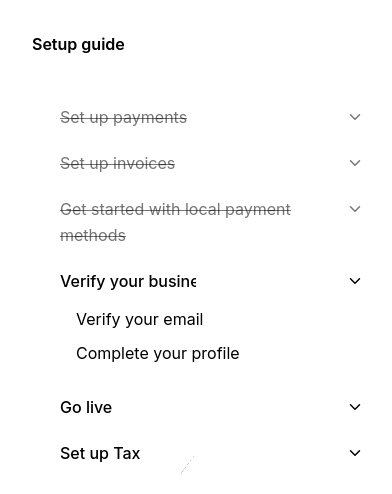 Setup guide
Set up payments
Set up invoices
Get started with local payment
methods
Verify your
Verify your email
Complete your profile
Go live
Set up Tax